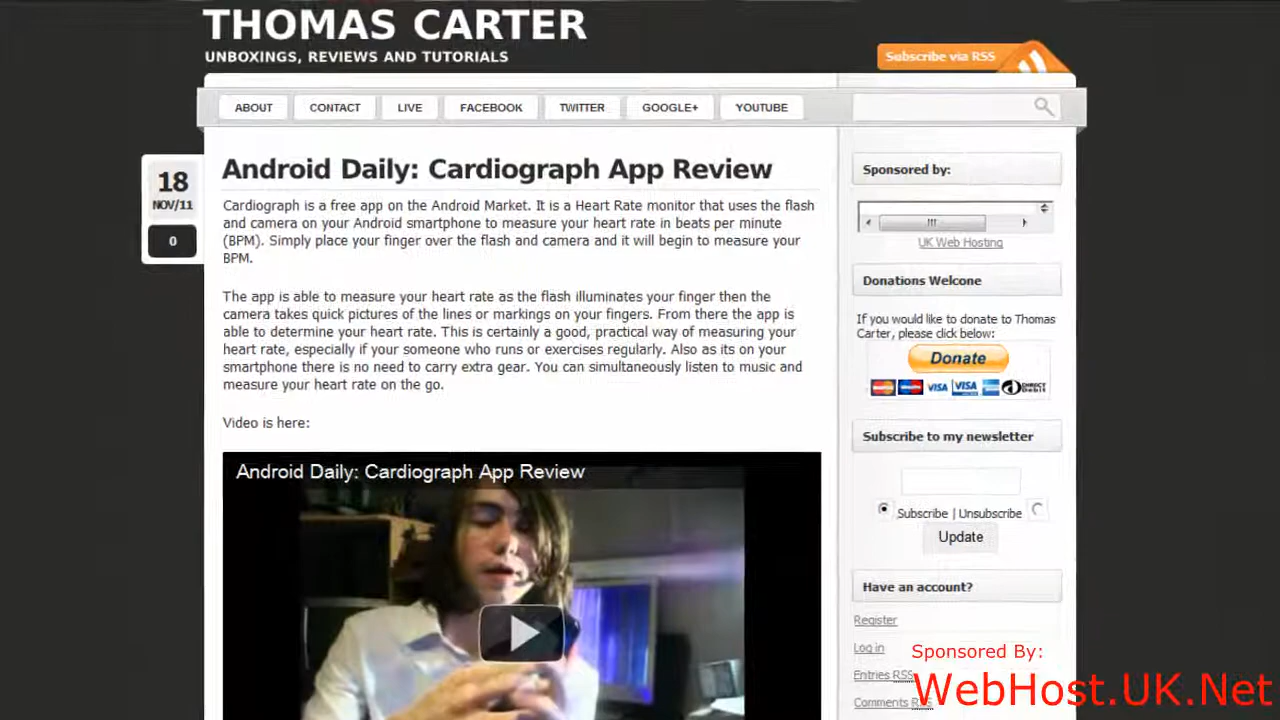 THOMAS CARTER
UNBOXINGS, REVIEWS AND TUTORIALS
Subscribe via RSS
ABOUT CONTACT LIVE FACEBOOK TWITTER GOOGLE+ YOUTUBE
18
NOV/11
0
Android Daily: Cardiograph App Review
Cardiograph is a free app on the Android Market. It is a Heart Rate monitor that uses the flash
and camera on your Android smartphone to measure your heart rate in beats per minute
(BPM). Simply place your finger over the flash and camera and it will begin to measure your
BPM.
The app is able to measure your heart rate as the flash illuminates your finger then the
camera takes quick pictures of the lines or markings on your fingers. From there the app is
able to determine your heart rate. This is certainly a good, practical way of measuring your
heart rate, especially if your someone who runs or exercises regularly. Also as its on your
smartphone there is no need to carry extra gear. You can simultaneously listen to music and
measure your heart rate on the go.
Video is here:
Android Daily: Cardiograph App Review
Sponsored by:
UK Web Hosting
Donations Welcome
If you would like to donate to Thomas
Carter, please click below:
Donate
VISA VISA DIRECT Debit
Subscribe to my newsletter
Subscribe | Unsubscribe
Update
Have an account?
Register
Log in
Entries RSS
Comments RSS
Sponsored By:
WebHost.UK.Net